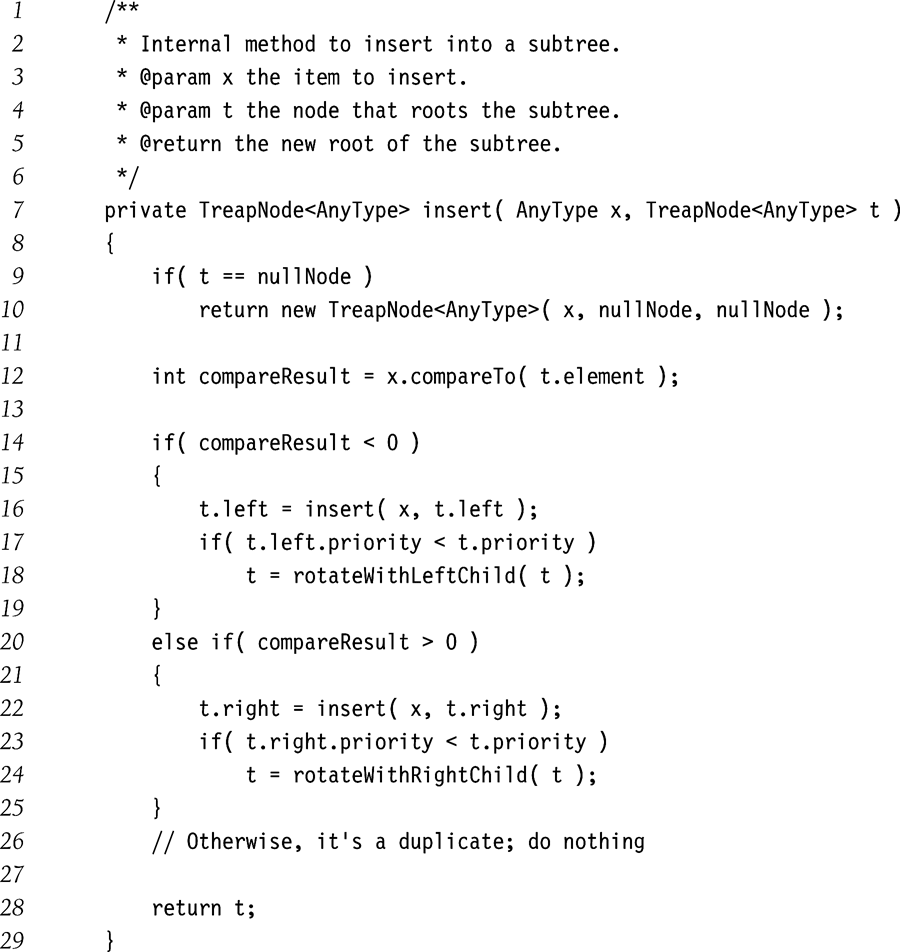 1 /**
2 * Internal method to insert into a subtree.
3 * @param x the item to insert.
4 * @param t the node that roots the subtree.
5 * @return the new root of the subtree.
6 */
7 private TreapNode<AnyType> insert( AnyType x, TreapNode<AnyType> t )
8 {
9 if( t == nullNode )
10 return new TreapNode<AnyType>( x, nullNode, nullNode );
11
12 int compareResult = x.compareTo( t.element );
13
14 if( compareResult < 0 )
15 {
16 t.left = insert( x, t.left );
17 if( t.left.priority < t.priority )
18 t = rotateWithLeftChild( t );
19 }
20 else if( compareResult > 0 )
21 {
22 t.right = insert( x, t.right );
23 if( t.right.priority < t.priority )
24 t = rotateWithRightChild( t );
25 }
26 // Otherwise, it's a duplicate; do nothing
27
28 return t;
29 }